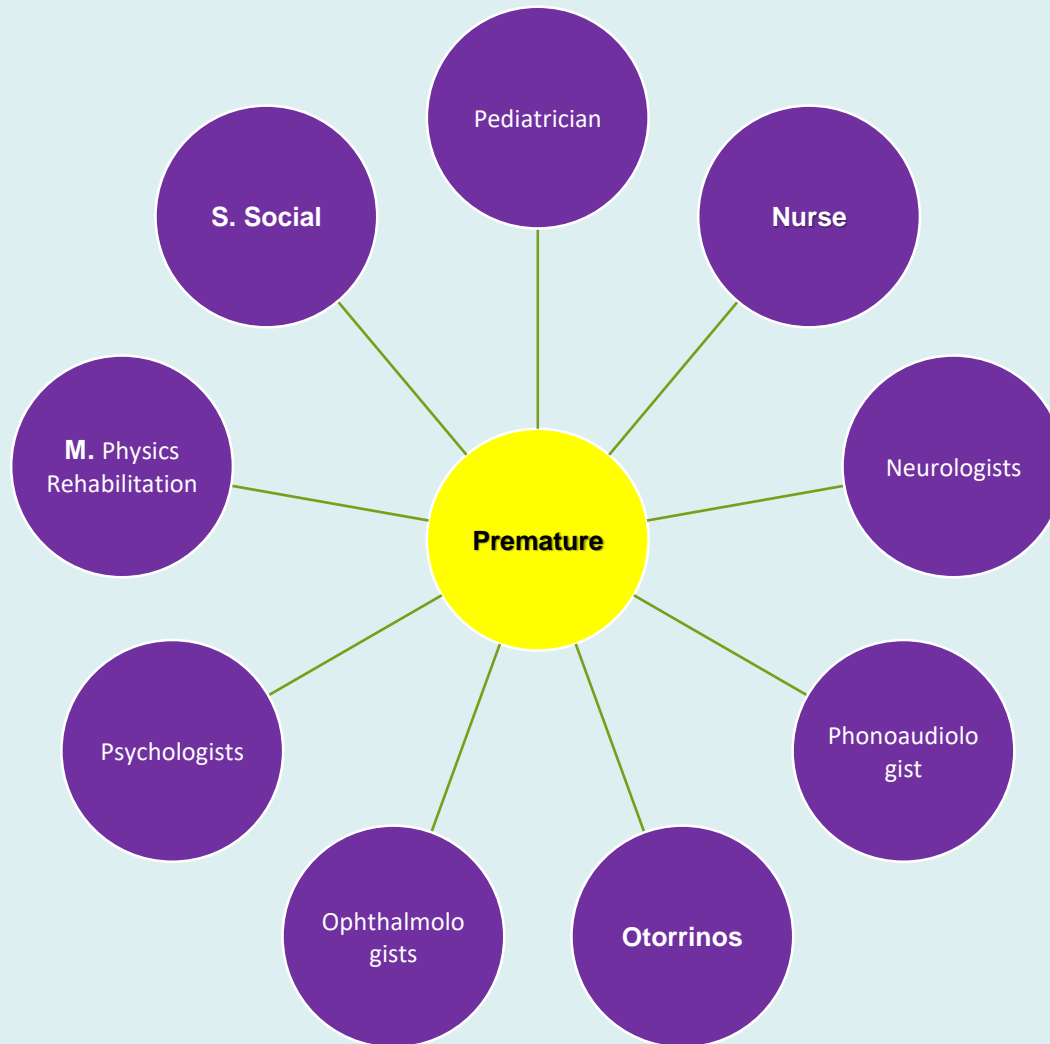 Pediatrician
S. Social
Nurse
M. Physics
Rehabilitation
Neurologists
Premature
Psychologists
Phonoaudiolo
gist
Ophthalmolo
gists
Otorrinos